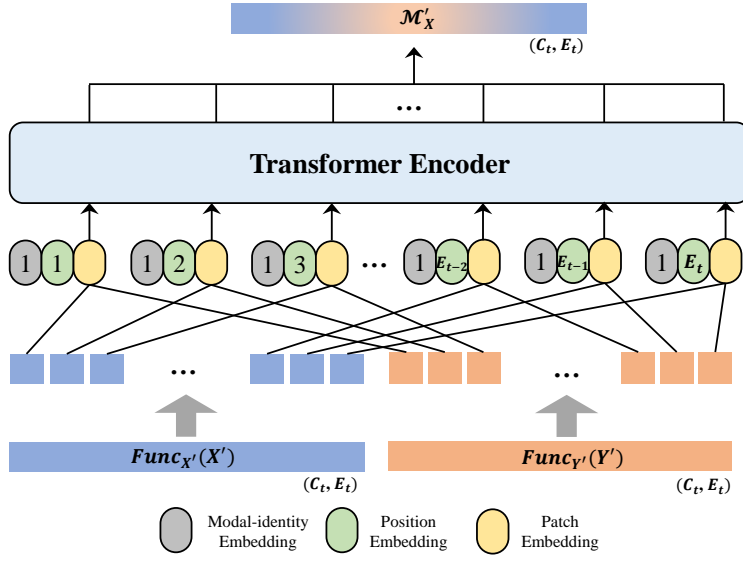 ℳ′_X
(C_t, E_t)
...
Transformer Encoder
1 1 1 2 1 3 ... 1 E_{t-2} 1 E_{t-1} 1 E_t
... ...
Func_{X′}(X′) Func_{Y′}(Y′)
(C_t, E_t) (C_t, E_t)
Modal-identity Position Patch
Embedding Embedding Embedding